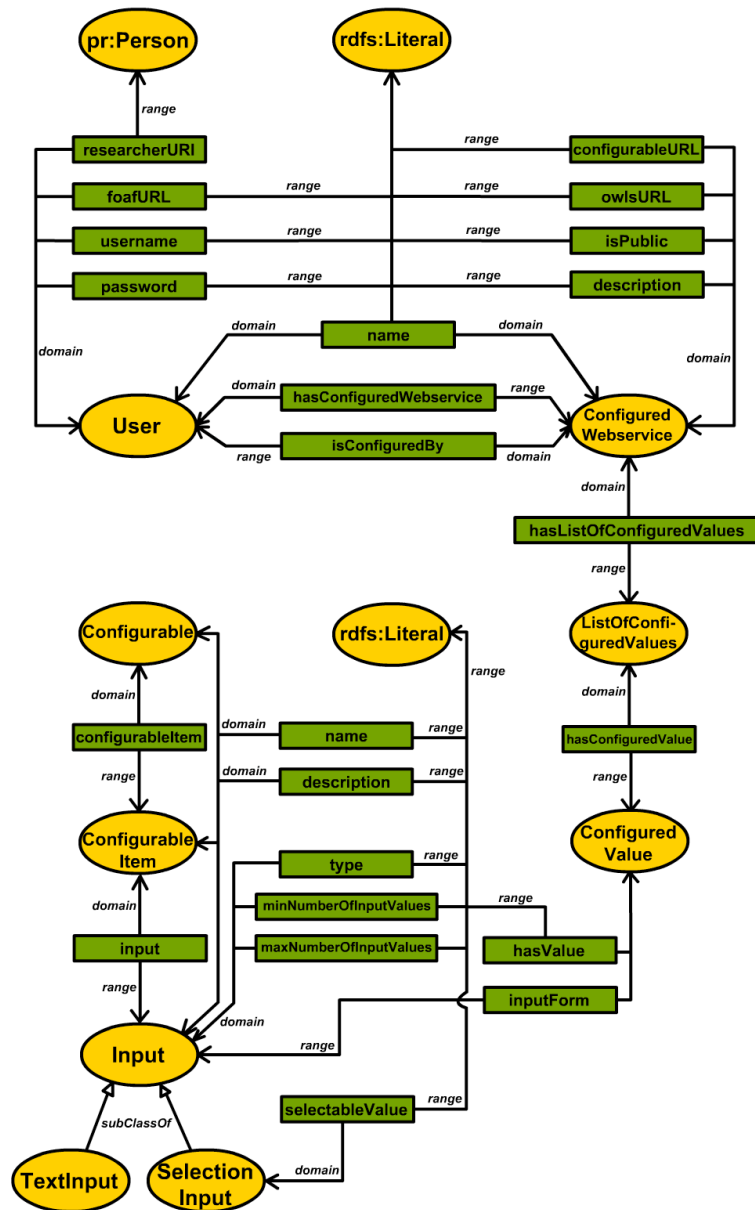 pr:Person
rdfs:Literal
range
researcherURI
range
configurableURL
foafURL
range
range
owlsURL
username
range
range
isPublic
password
range
range
description
domain
name
domain
domain
domain
domain
hasConfiguredWebservice
range
User
Configured
Webservice
isConfiguredBy
range
domain
domain
hasListOfConfiguredValues
range
Configurable
rdfs:Literal
ListOfConfi-
guredValues
range
domain
domain
configurableItem
domain
name
range
hasConfiguredValue
range
domain
description
range
range
Configurable
Item
Configured
Value
type
range
domain
minNumberOfInputValues
range
input
maxNumberOfInputValues
hasValue
range
inputForm
domain
Input
range
subClassOf
selectableValue
range
TextInput
Selection
Input
domain